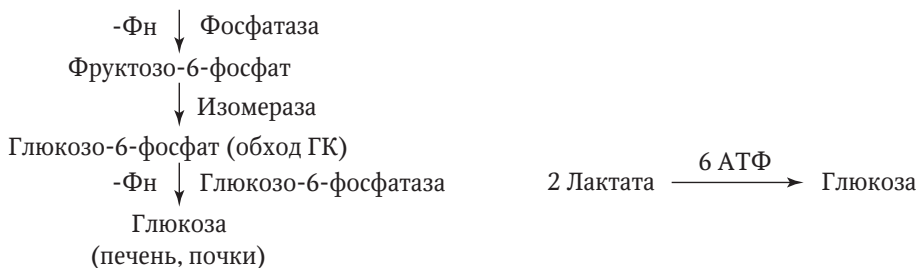 -Фн Фосфатаза
Фруктозо-6-фосфат
Изомераза
Глюкозо-6-фосфат (обход ГК)
-Фн Глюкозо-6-фосфатаза
Глюкоза
(печень, почки)
2 Лактата 6 АТФ Глюкоза